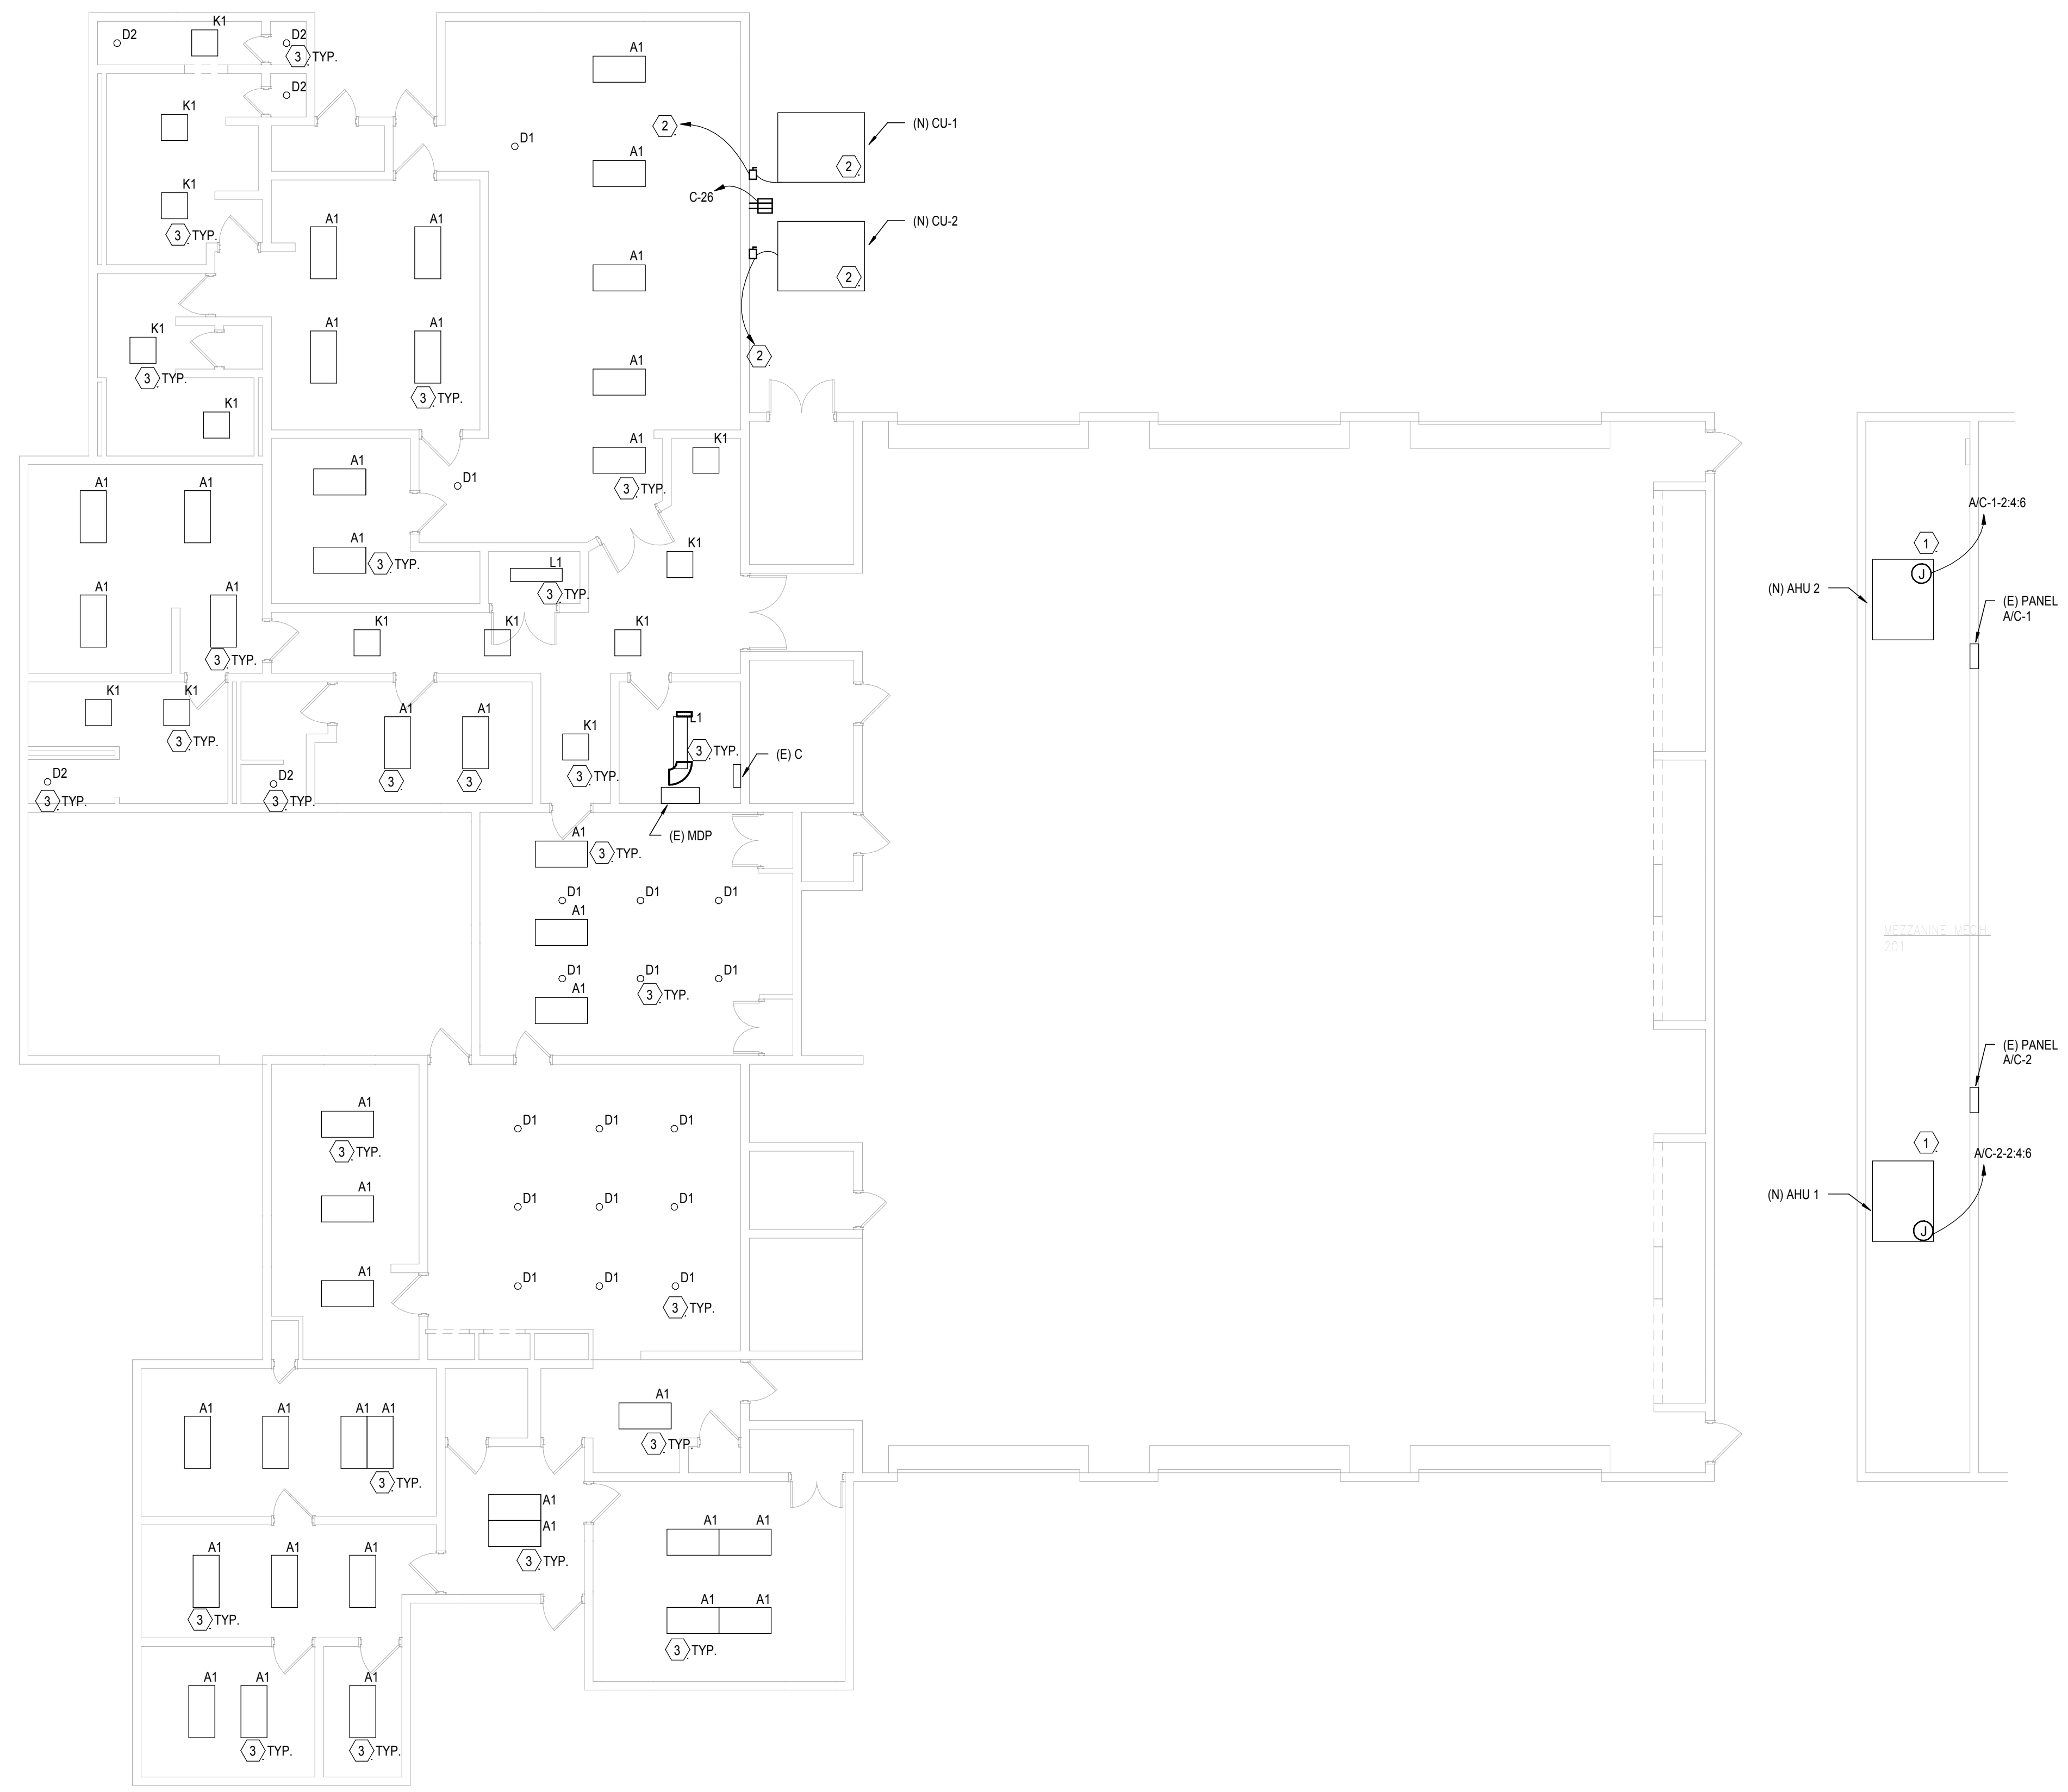 K1
D2
D2
3 TYP.
A1
D2
K1
D1
2
(N) CU-1
A1
2
K1
C-26
3 TYP.
A1
A1
(N) CU-2
A1
2
K1
3 TYP.
A1
A1
2
A1
3 TYP.
K1
A1
K1
A1
3 TYP.
D1
A1
A1
A/C-1-2:4:6
1
J
A1
3 TYP.
K1
L1
3 TYP.
(N) AHU 2
(E) PANEL
A/C-1
A1
A1
3 TYP.
K1
K1
K1
K1
K1
3 TYP.
A1
A1
3
3
K1
3 TYP.
L1
3 TYP.
(E) C
D2
3 TYP.
D2
3 TYP.
(E) MDP
A1
3 TYP.
D1
D1
D1
A1
MEZZANINE MECH.
201
D1
D1
D1
3 TYP.
A1
(E) PANEL
A/C-2
A1
3 TYP.
D1
D1
D1
1
A/C-2-2:4:6
(N) AHU 1
J
A1
D1
D1
D1
A1
D1
D1
D1
3 TYP.
A1
3 TYP.
A1
A1
A1
A1
3 TYP.
A1
A1
3 TYP.
A1
A1
A1
A1
3 TYP.
A1
A1
A1
3 TYP.
A1
A1
3 TYP.
A1
3 TYP.